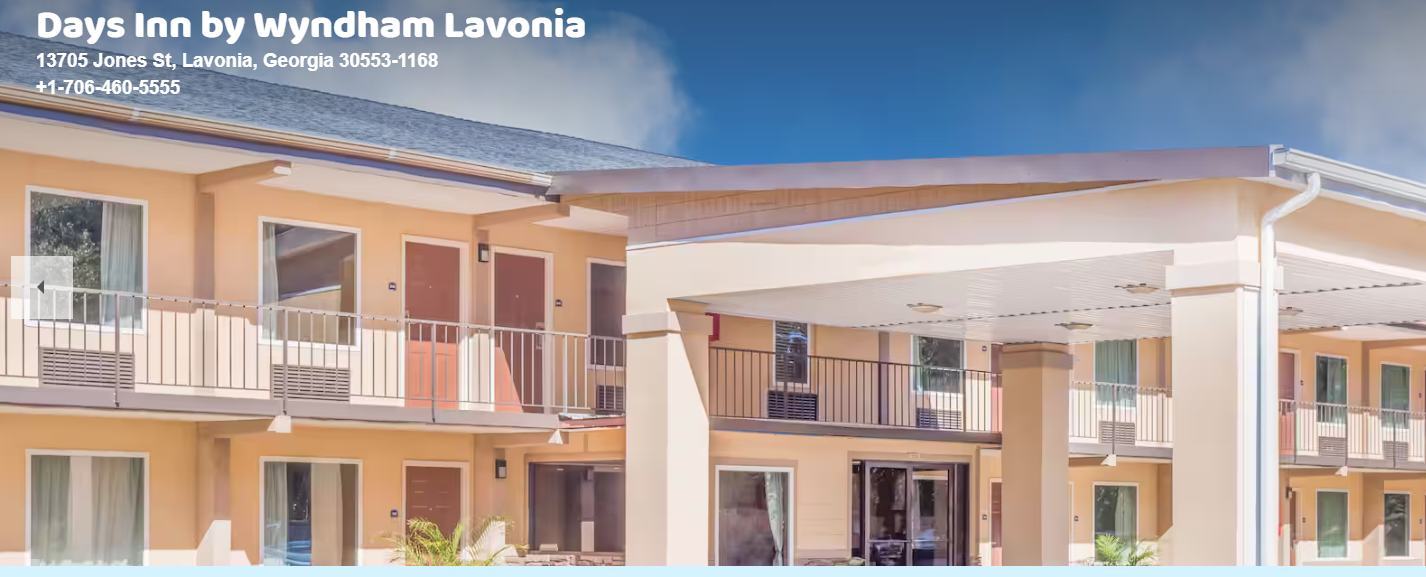 Days Inn by Wyndham Lavonia
13705 Jones St, Lavonia, Georgia 30553-1168
+1-706-460-5555